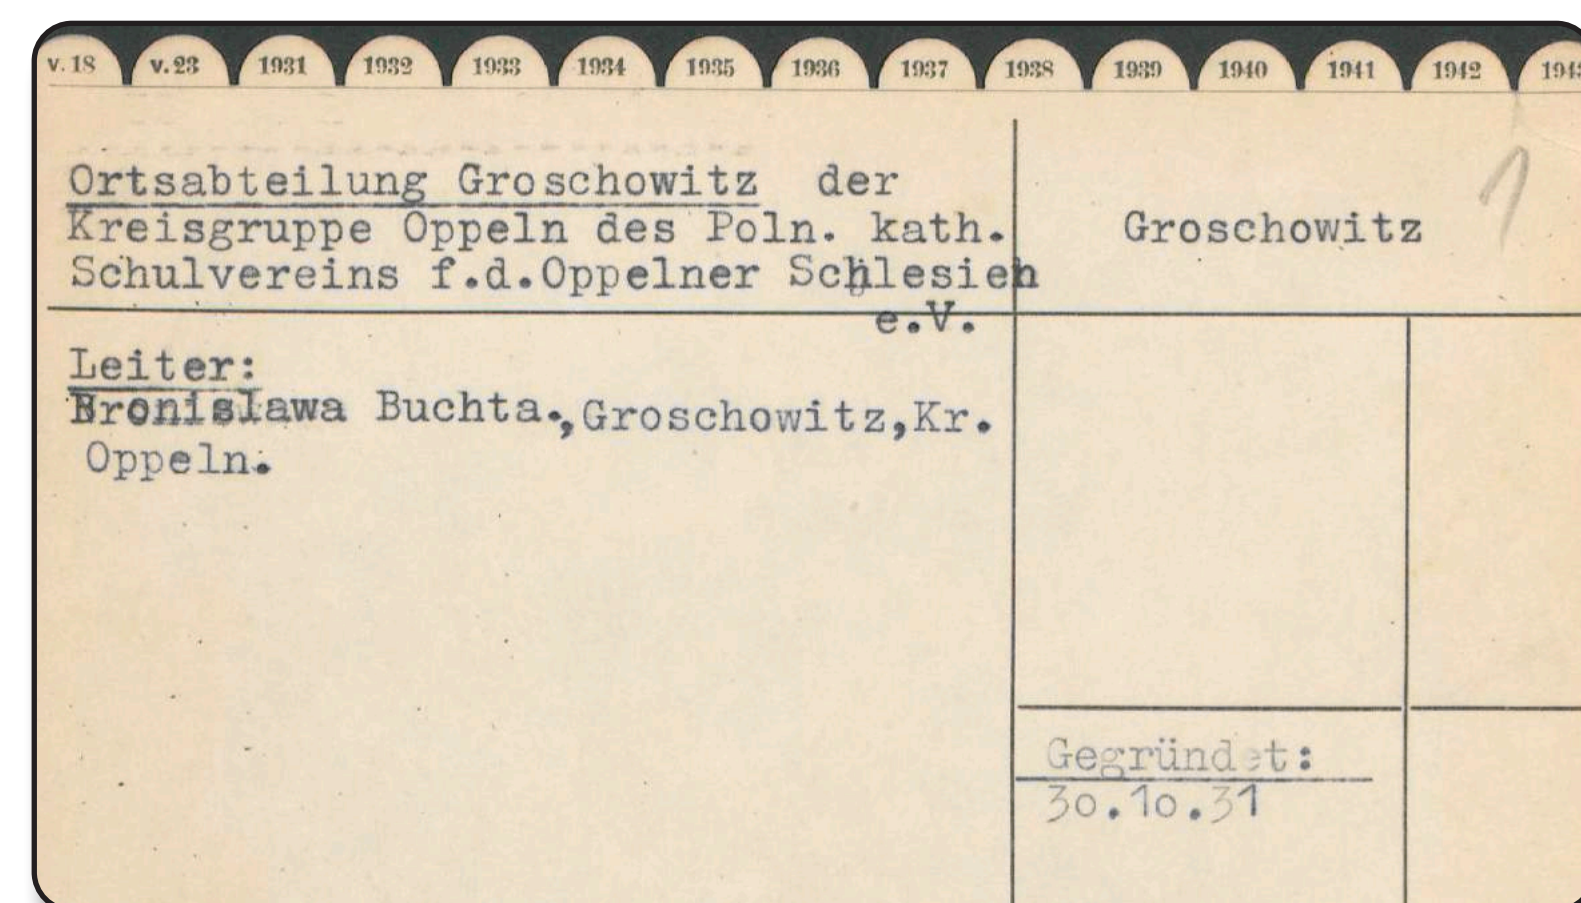 v. 18 v. 23 1931 1932 1933 1934 1935 1936 1937 1938 1939 1940 1941 1942
Ortsabteilung Groschowitz der
Kreisgruppe Oppeln des Poln. kath.
Schulvereins f.d.Oppelner Schlesien
e.V.
Groschowitz
1
Leiter:
Bronislawa Buchta.,Groschowitz,Kr.
Oppeln.
Gegründet:
30.10.31